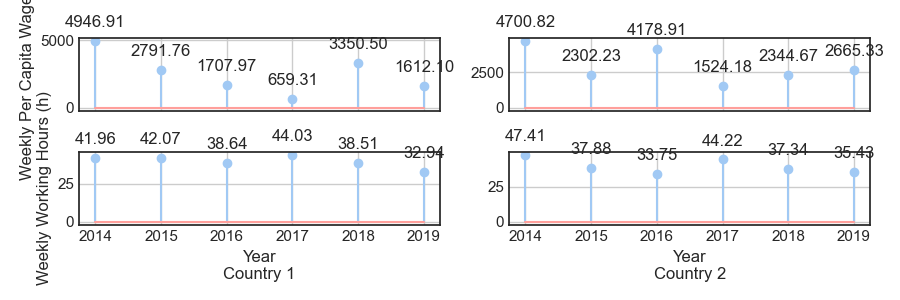 4946.91 2791.76 1707.97 659.31 3350.50 1612.10
5000
0
Weekly Per Capita Wage
4700.82 2302.23 4178.91 1524.18 2344.67 2665.33
2500
0
41.96 42.07 38.64 44.03 38.51 32.94
25
0
Weekly Working Hours (h)
2014 2015 2016 2017 2018 2019
Year
Country 1
47.41 37.88 33.75 44.22 37.34 35.43
25
0
2014 2015 2016 2017 2018 2019
Year
Country 2